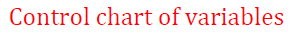 Control chart of variables